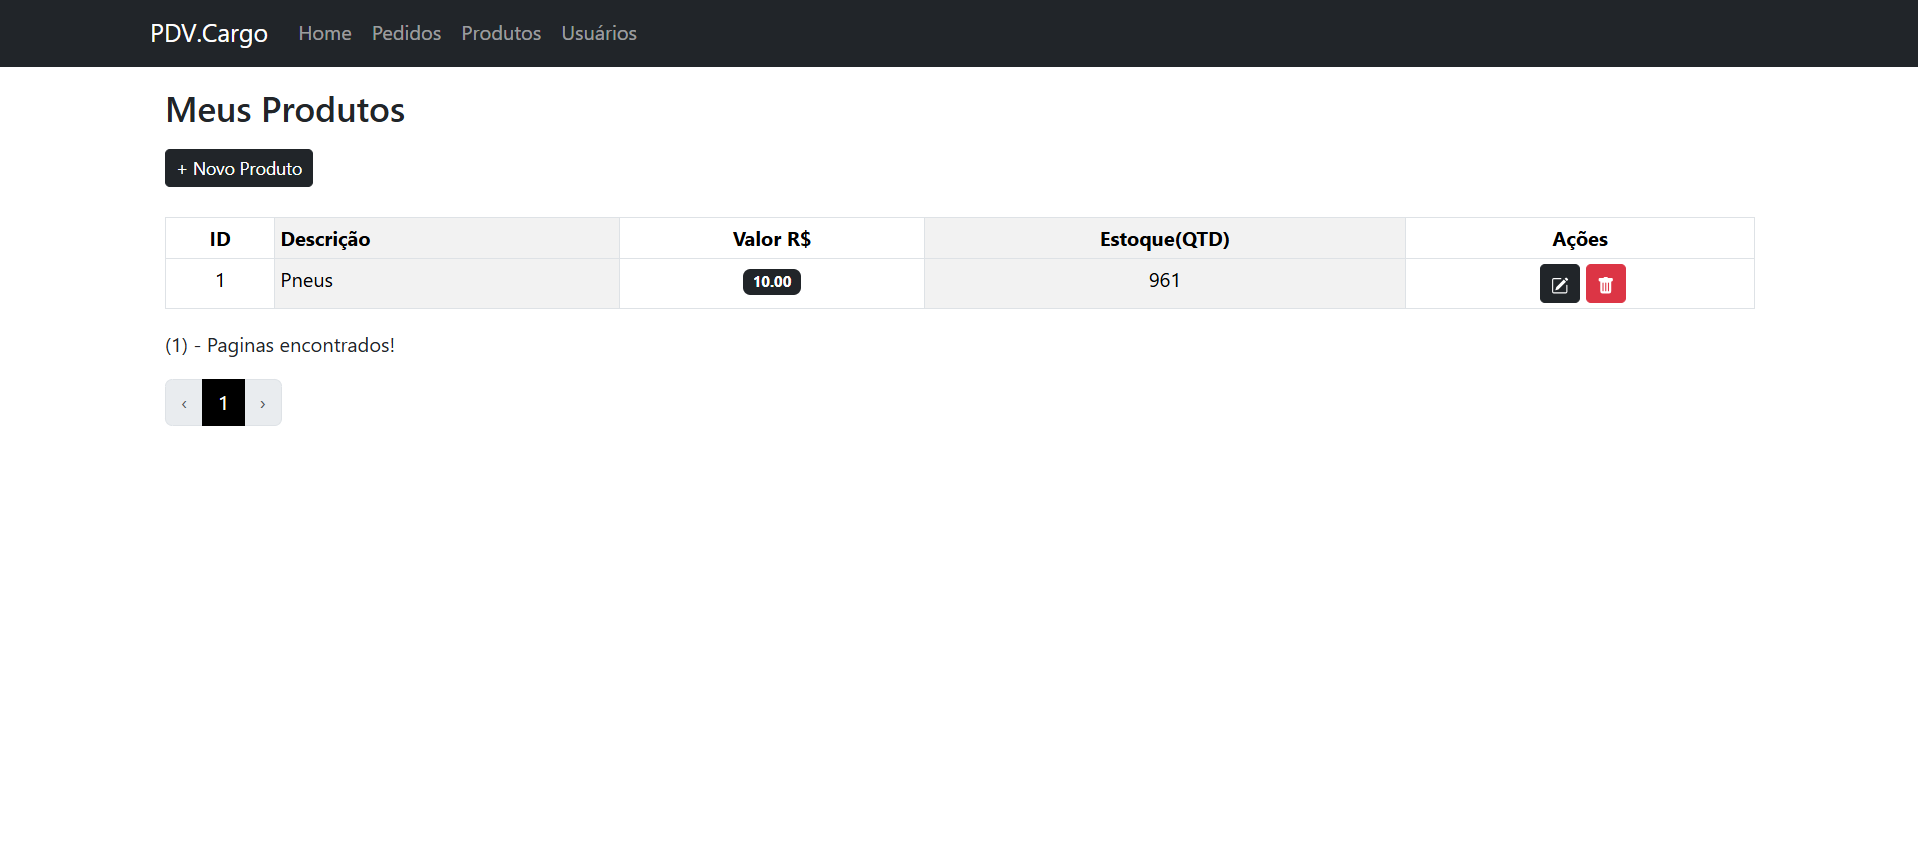 PDV.Cargo Home Pedidos Produtos Usuários
Meus Produtos
+ Novo Produto
ID Descrição Valor R$ Estoque(QTD) Ações
1 Pneus 10.00 961
(1) - Paginas encontrados!
‹ 1 ›